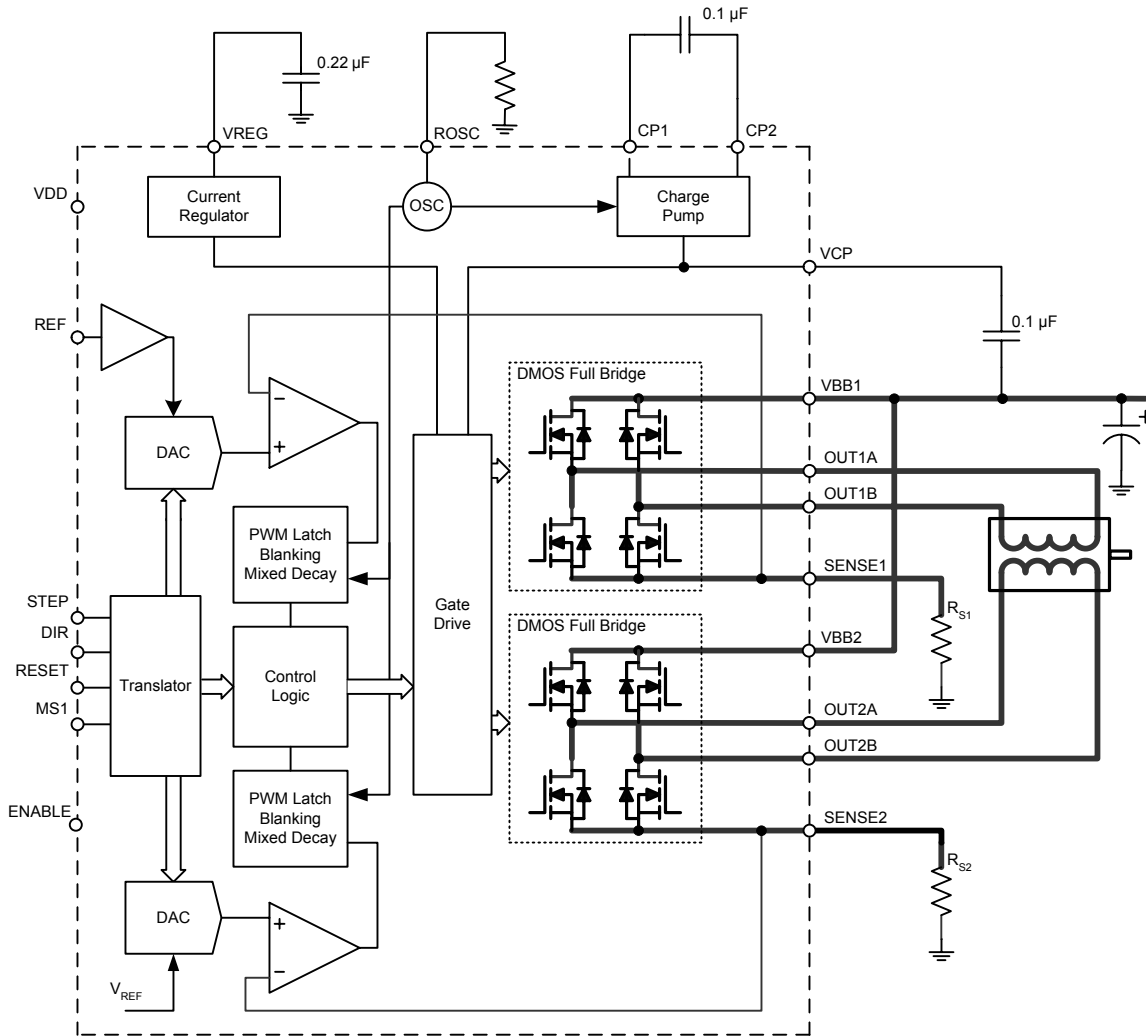 0.1 µF
0.22 µF
VREG
ROSC
CP1
CP2
VDD
Current
Regulator
OSC
Charge
Pump
VCP
REF
0.1 µF
DMOS Full Bridge
VBB1
+
−
+
DAC
OUT1A
OUT1B
PWM Latch
Blanking
Mixed Decay
SENSE1
STEP
DIR
RESET
MS1
Translator
Control
Logic
Gate
Drive
RS1
DMOS Full Bridge
VBB2
OUT2A
OUT2B
ENABLE
PWM Latch
Blanking
Mixed Decay
SENSE2
RS2
DAC
+
−
VREF